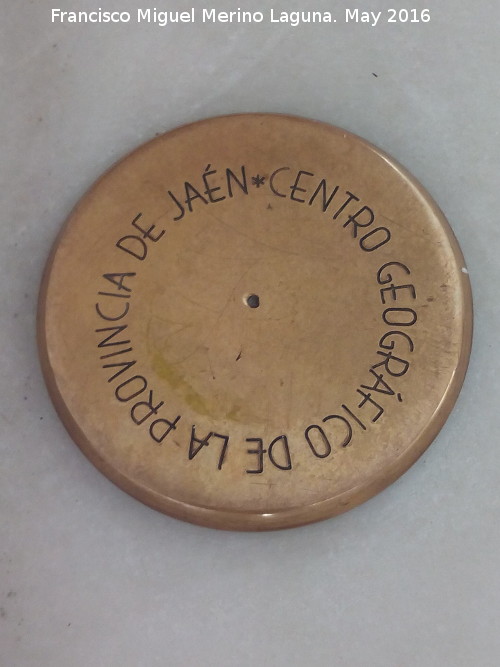 Francisco Miguel Merino Laguna. May 2016
* CENTRO GEOGRÁFICO DE LA PROVINCIA DE JAÉN